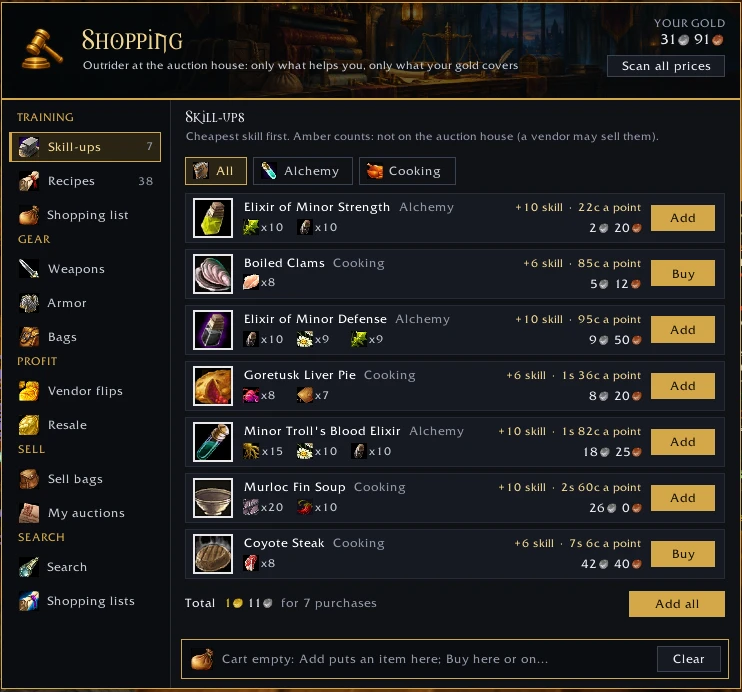 Shopping
Outrider at the auction house: only what helps you, only what your gold covers
YOUR GOLD
31 91
Scan all prices
TRAINING
Skill-ups 7
Recipes 38
Shopping list
GEAR
Weapons
Armor
Bags
PROFIT
Vendor flips
Resale
SELL
Sell bags
My auctions
SEARCH
Search
Shopping lists
Skill-ups
Cheapest skill first. Amber counts: not on the auction house (a vendor may sell them).
All Alchemy Cooking
Elixir of Minor Strength Alchemy +10 skill · 22c a point
x10 x10 2 20 Add
Boiled Clams Cooking +6 skill · 85c a point
x8 5 12 Buy
Elixir of Minor Defense Alchemy +10 skill · 95c a point
x10 x9 x9 9 50 Add
Goretusk Liver Pie Cooking +6 skill · 1s 36c a point
x8 x7 8 20 Add
Minor Troll's Blood Elixir Alchemy +10 skill · 1s 82c a point
x15 x10 x10 18 25 Add
Murloc Fin Soup Cooking +10 skill · 2s 60c a point
x20 x10 26 0 Add
Coyote Steak Cooking +6 skill · 7s 6c a point
x8 42 40 Buy
Total 1 11 for 7 purchases Add all
Cart empty: Add puts an item here; Buy here or on... Clear